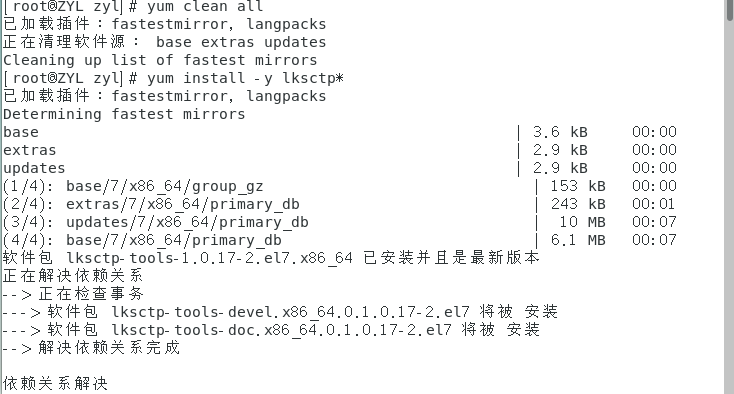 [root@ZYL zyl]# yum clean all
已加载插件：fastestmirror, langpacks
正在清理软件源： base extras updates
Cleaning up list of fastest mirrors
[root@ZYL zyl]# yum install -y lksctp*
已加载插件：fastestmirror, langpacks
Determining fastest mirrors
base | 3.6 kB 00:00
extras | 2.9 kB 00:00
updates | 2.9 kB 00:00
(1/4): base/7/x86_64/group_gz | 153 kB 00:00
(2/4): extras/7/x86_64/primary_db | 243 kB 00:01
(3/4): updates/7/x86_64/primary_db | 10 MB 00:07
(4/4): base/7/x86_64/primary_db | 6.1 MB 00:07
软件包 lksctp-tools-1.0.17-2.el7.x86_64 已安装并且是最新版本
正在解决依赖关系
--> 正在检查事务
---> 软件包 lksctp-tools-devel.x86_64.0.1.0.17-2.el7 将被 安装
---> 软件包 lksctp-tools-doc.x86_64.0.1.0.17-2.el7 将被 安装
--> 解决依赖关系完成
依赖关系解决